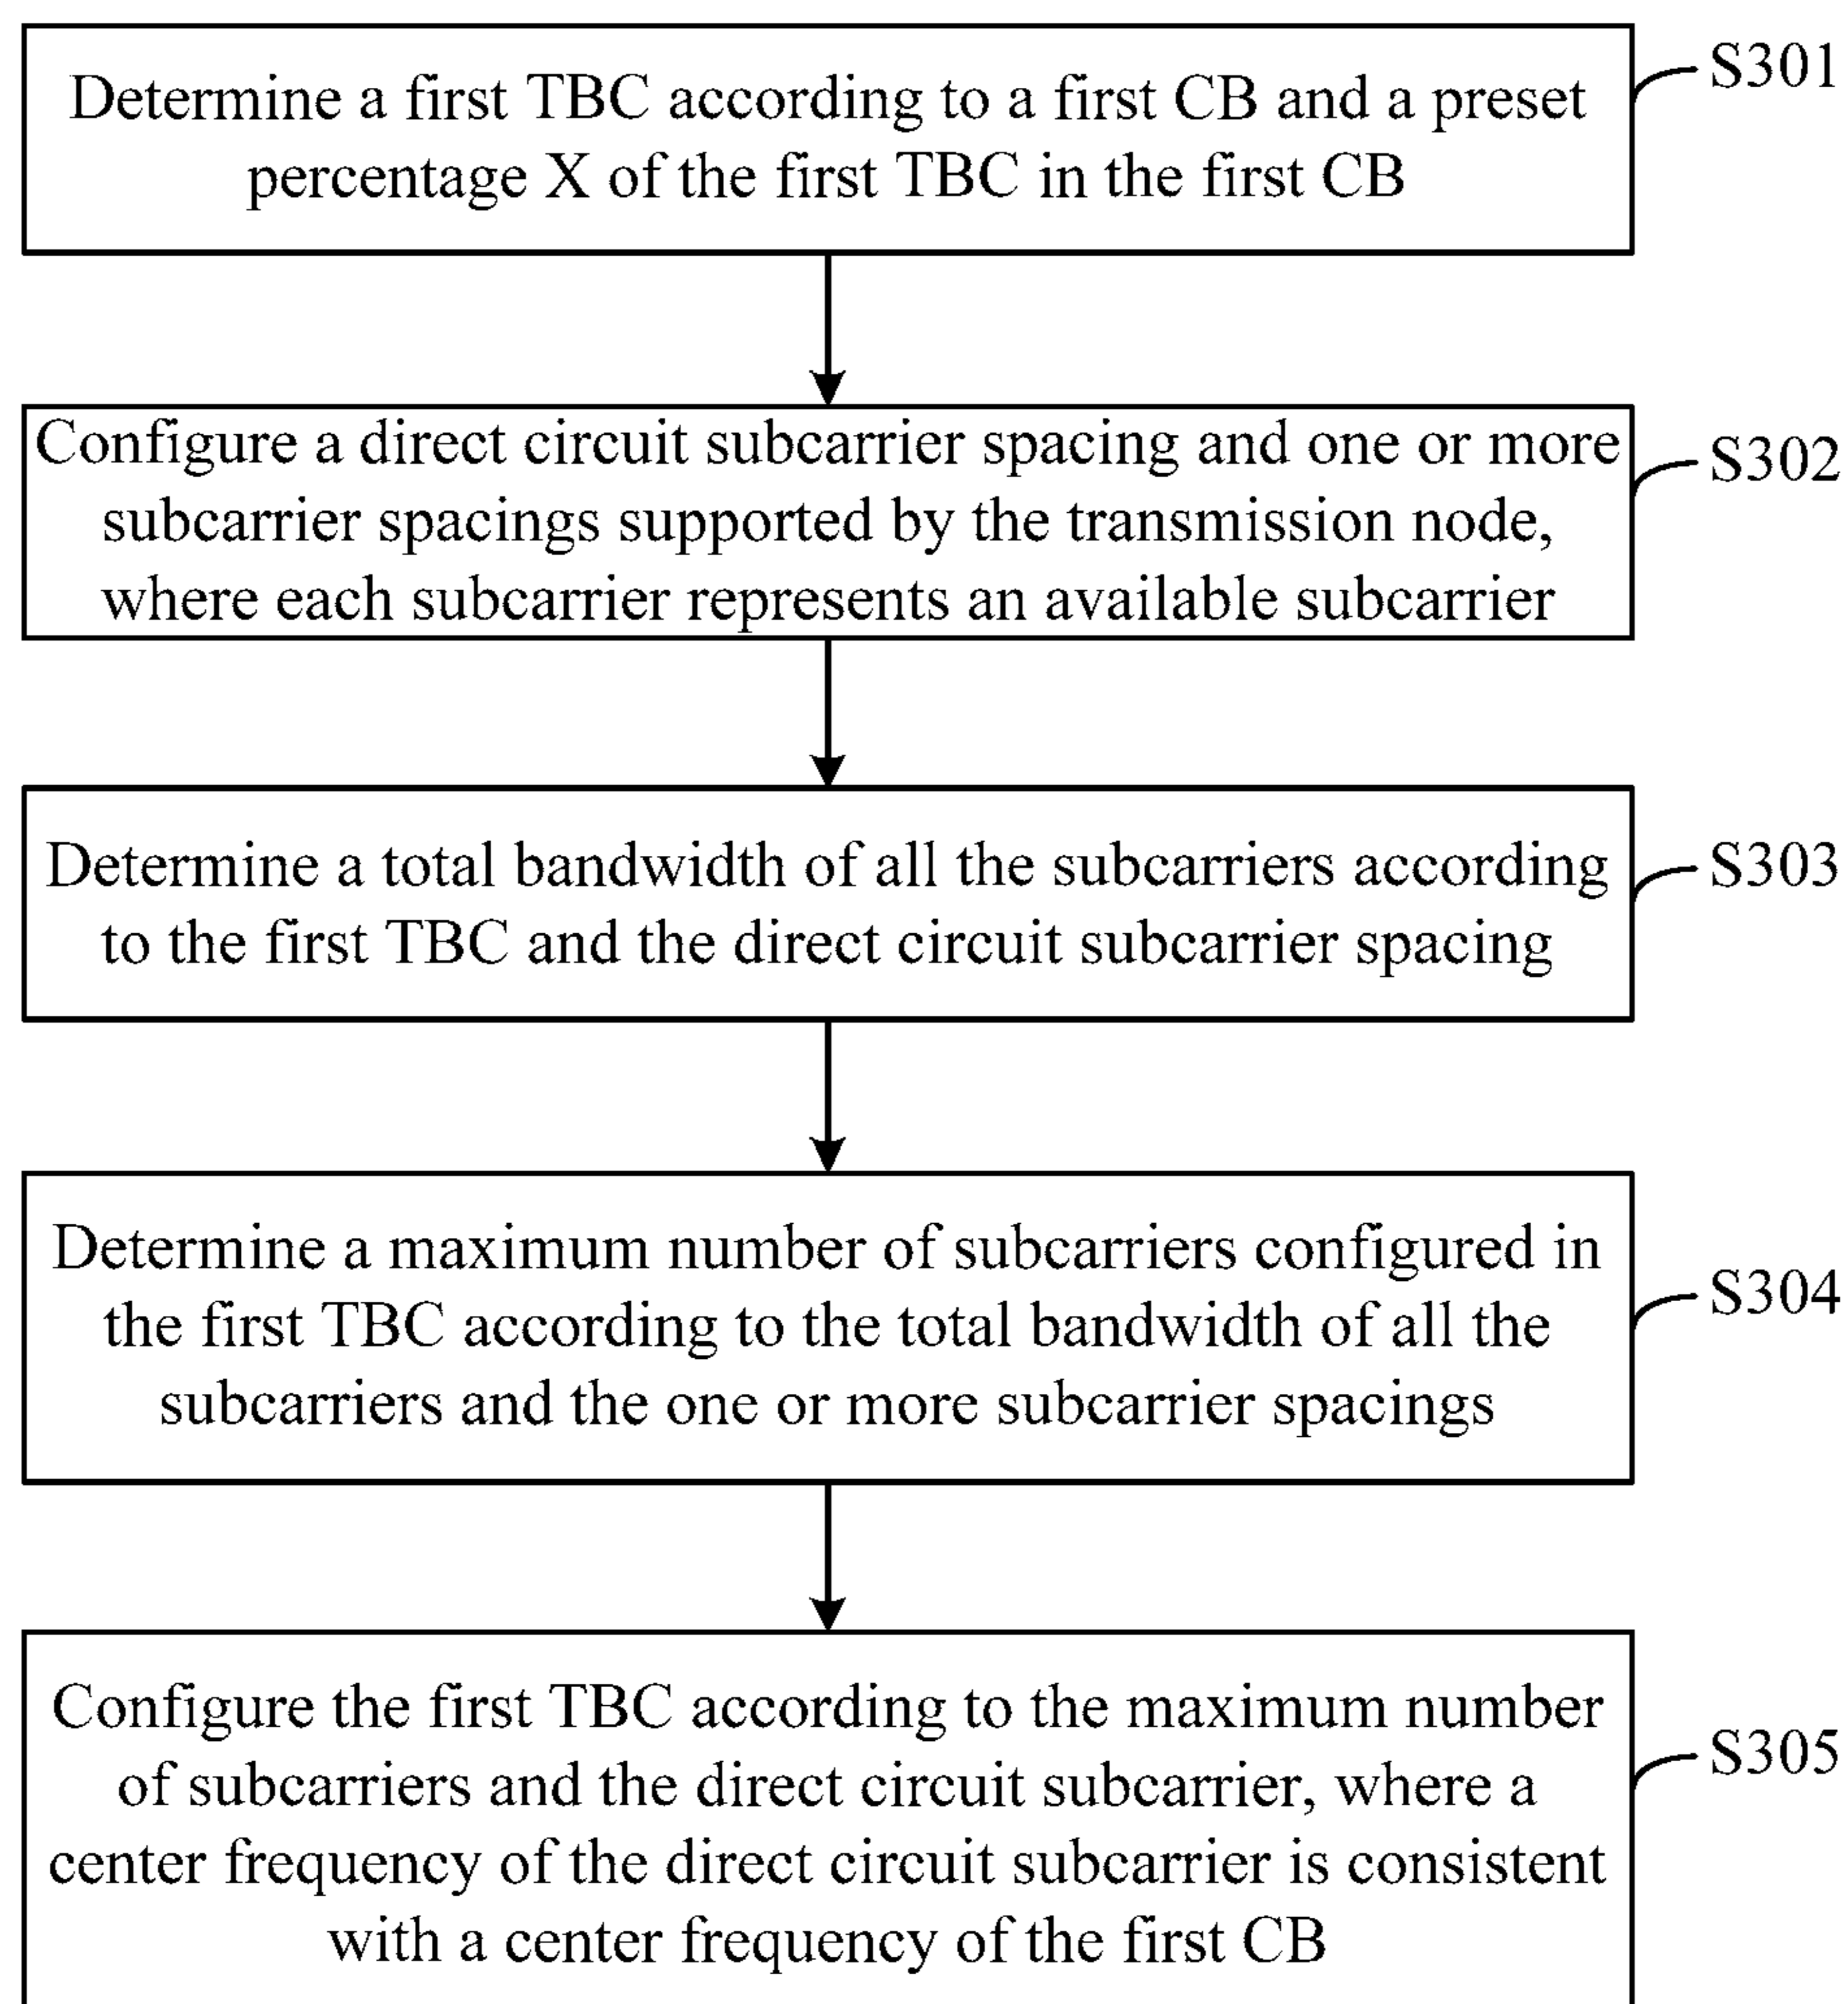 Determine a first TBC according to a first CB and a preset
percentage X of the first TBC in the first CB
S301
Configure a direct circuit subcarrier spacing and one or more
subcarrier spacings supported by the transmission node,
where each subcarrier represents an available subcarrier
S302
Determine a total bandwidth of all the subcarriers according
to the first TBC and the direct circuit subcarrier spacing
S303
Determine a maximum number of subcarriers configured in
the first TBC according to the total bandwidth of all the
subcarriers and the one or more subcarrier spacings
S304
Configure the first TBC according to the maximum number
of subcarriers and the direct circuit subcarrier, where a
center frequency of the direct circuit subcarrier is consistent
with a center frequency of the first CB
S305